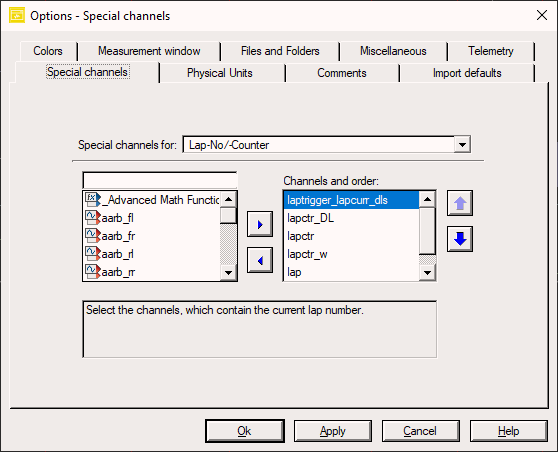 Options - Special channels
Colors
Measurement window
Files and Folders
Miscellaneous
Telemetry
Special channels
Physical Units
Comments
Import defaults
Special channels for:
Lap-No/-Counter
Channels and order:
_Advanced Math Function
aarb_fl
aarb_fr
aarb_rl
aarb_rr
laptrigger_lapcurr_dls
lapctr_DL
lapctr
lapctr_w
lap
Select the channels, which contain the current lap number.
Ok
Apply
Cancel
Help